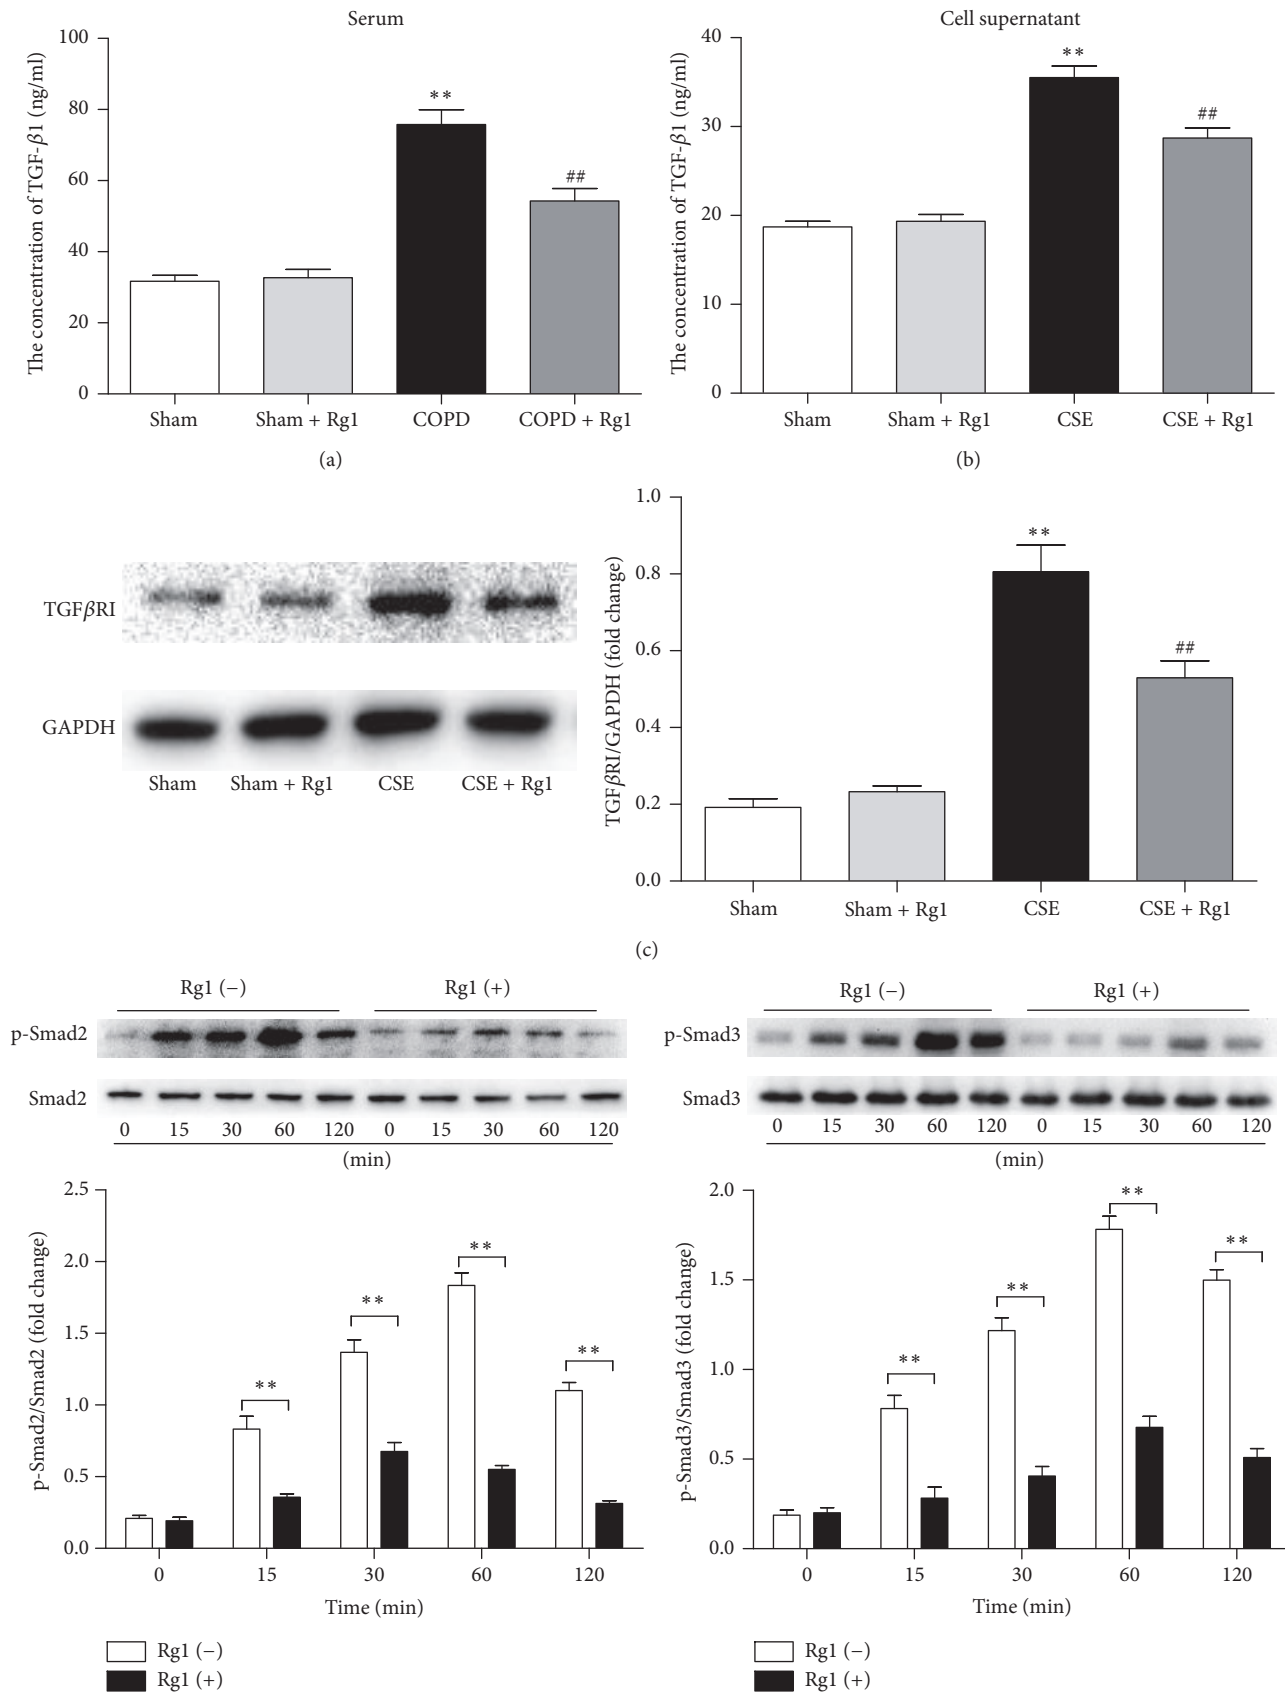 Serum
The concentration of TGF-β1 (ng/ml)
100
80
60
40
20
0
**
##
Sham Sham + Rg1 COPD COPD + Rg1
(a)
Cell supernatant
The concentration of TGF-β1 (ng/ml)
40
30
20
10
0
**
##
Sham Sham + Rg1 CSE CSE + Rg1
(b)
TGFβRI
GAPDH
Sham Sham + Rg1 CSE CSE + Rg1
TGFβRI/GAPDH (fold change)
1.0
0.8
0.6
0.4
0.2
0.0
**
##
Sham Sham + Rg1 CSE CSE + Rg1
(c)
Rg1 (−) Rg1 (+)
p-Smad2
Smad2
0 15 30 60 120 0 15 30 60 120
(min)
p-Smad2/Smad2 (fold change)
2.5
2.0
1.5
1.0
0.5
0.0
**
**
**
**
0 15 30 60 120
Time (min)
Rg1 (−)
Rg1 (+)
Rg1 (−) Rg1 (+)
p-Smad3
Smad3
0 15 30 60 120 0 15 30 60 120
(min)
p-Smad3/Smad3 (fold change)
2.0
1.5
1.0
0.5
0.0
**
**
**
**
0 15 30 60 120
Time (min)
Rg1 (−)
Rg1 (+)